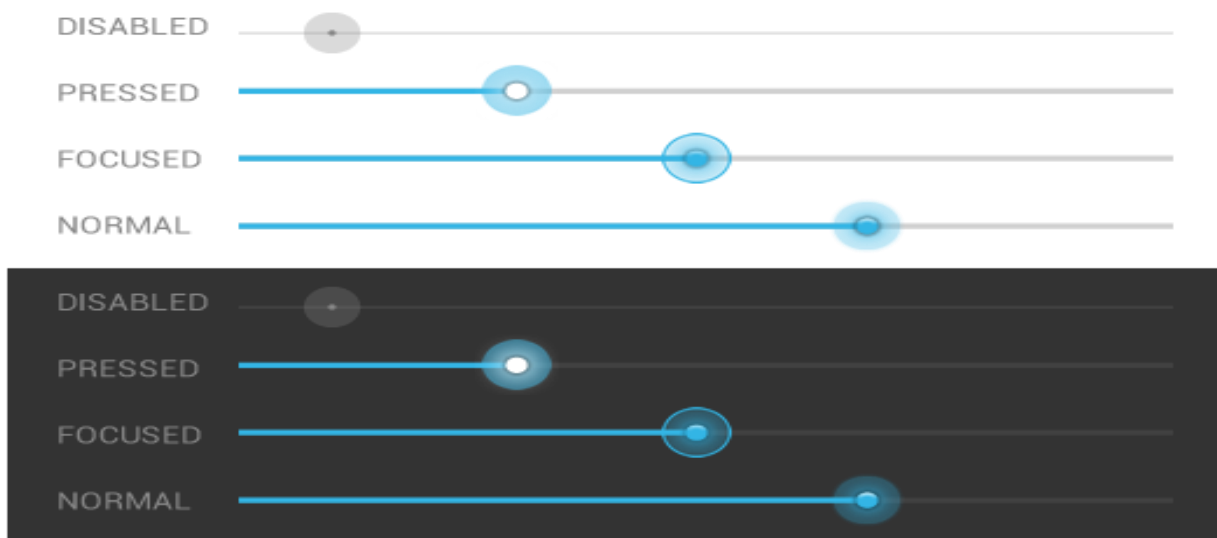 DISABLED
PRESSED
FOCUSED
NORMAL
DISABLED
PRESSED
FOCUSED
NORMAL